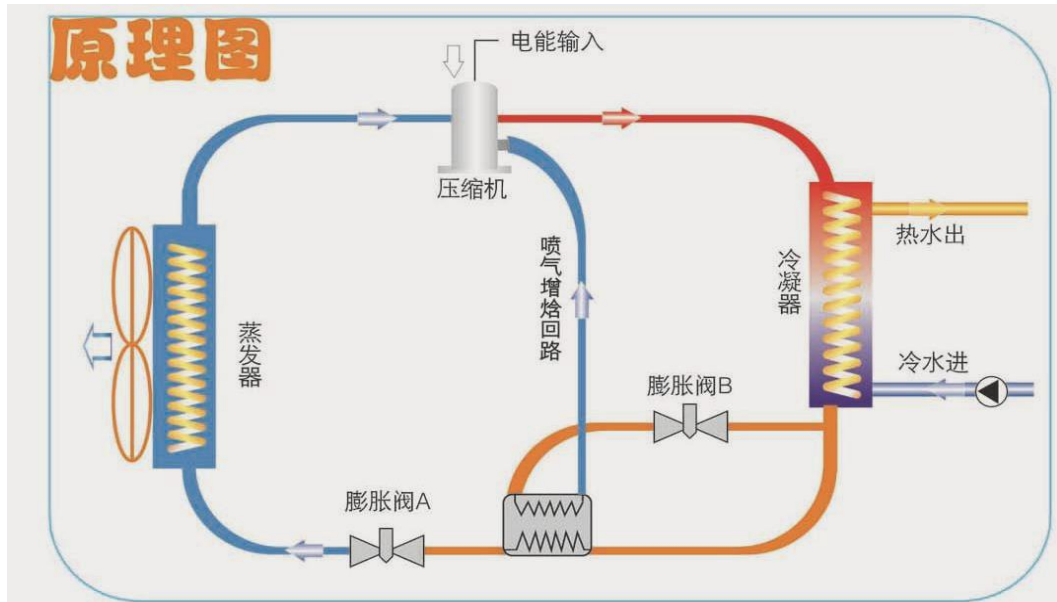 原理图
电能输入
压缩机
喷气增焓回路
热水出
冷凝器
蒸发器
冷水进
膨胀阀B
膨胀阀A